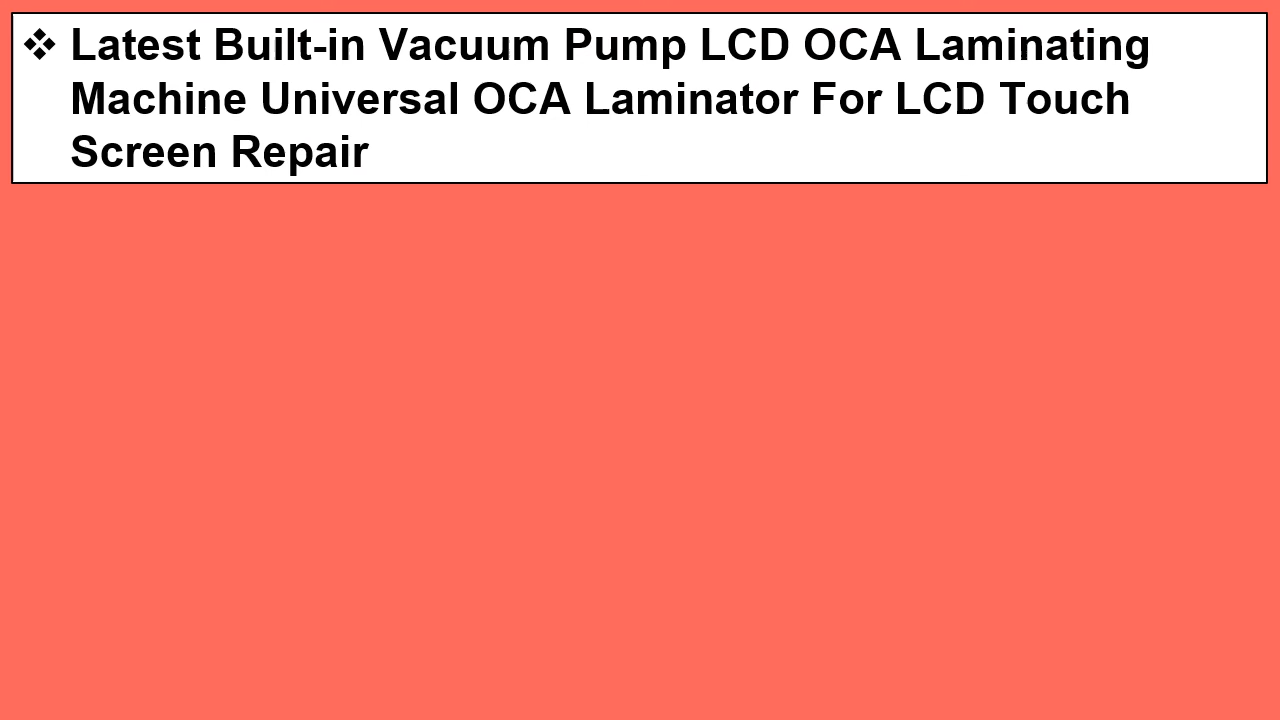 ❖ Latest Built-in Vacuum Pump LCD OCA Laminating
Machine Universal OCA Laminator For LCD Touch
Screen Repair